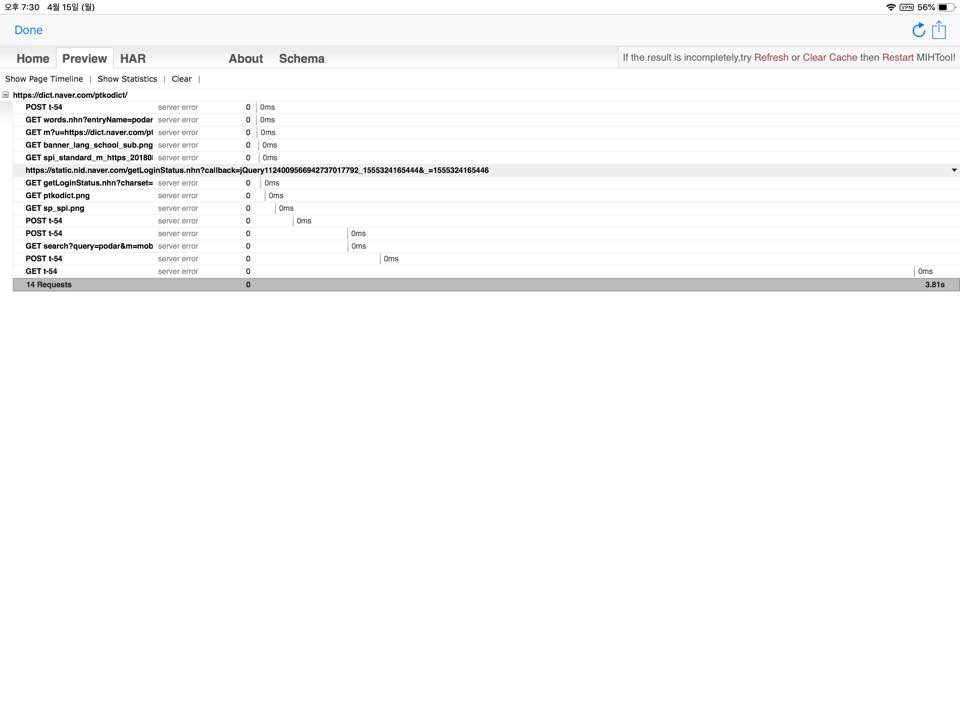 오후 7:30 4월 15일 (월) VPN 56%
Done
Home Preview HAR About Schema If the result is incompletely,try Refresh or Clear Cache then Restart MIHTool!
Show Page Timeline | Show Statistics | Clear |
https://dict.naver.com/ptkodict/
POST t-54 server error 0 0ms
GET words.nhn?entryName=podar server error 0 0ms
GET m?u=https://dict.naver.com/pt server error 0 0ms
GET banner_lang_school_sub.png server error 0 0ms
GET spi_standard_m_https_20180 server error 0 0ms
https://static.nid.naver.com/getLoginStatus.nhn?callback=jQuery1124009566942737017792_1555324165444&_=1555324165446
GET getLoginStatus.nhn?charset= server error 0 0ms
GET ptkodict.png server error 0 0ms
GET sp_spi.png server error 0 0ms
POST t-54 server error 0 0ms
POST t-54 server error 0 0ms
GET search?query=podar&m=mob server error 0 0ms
POST t-54 server error 0 0ms
GET t-54 server error 0 0ms
14 Requests 0 3.81s